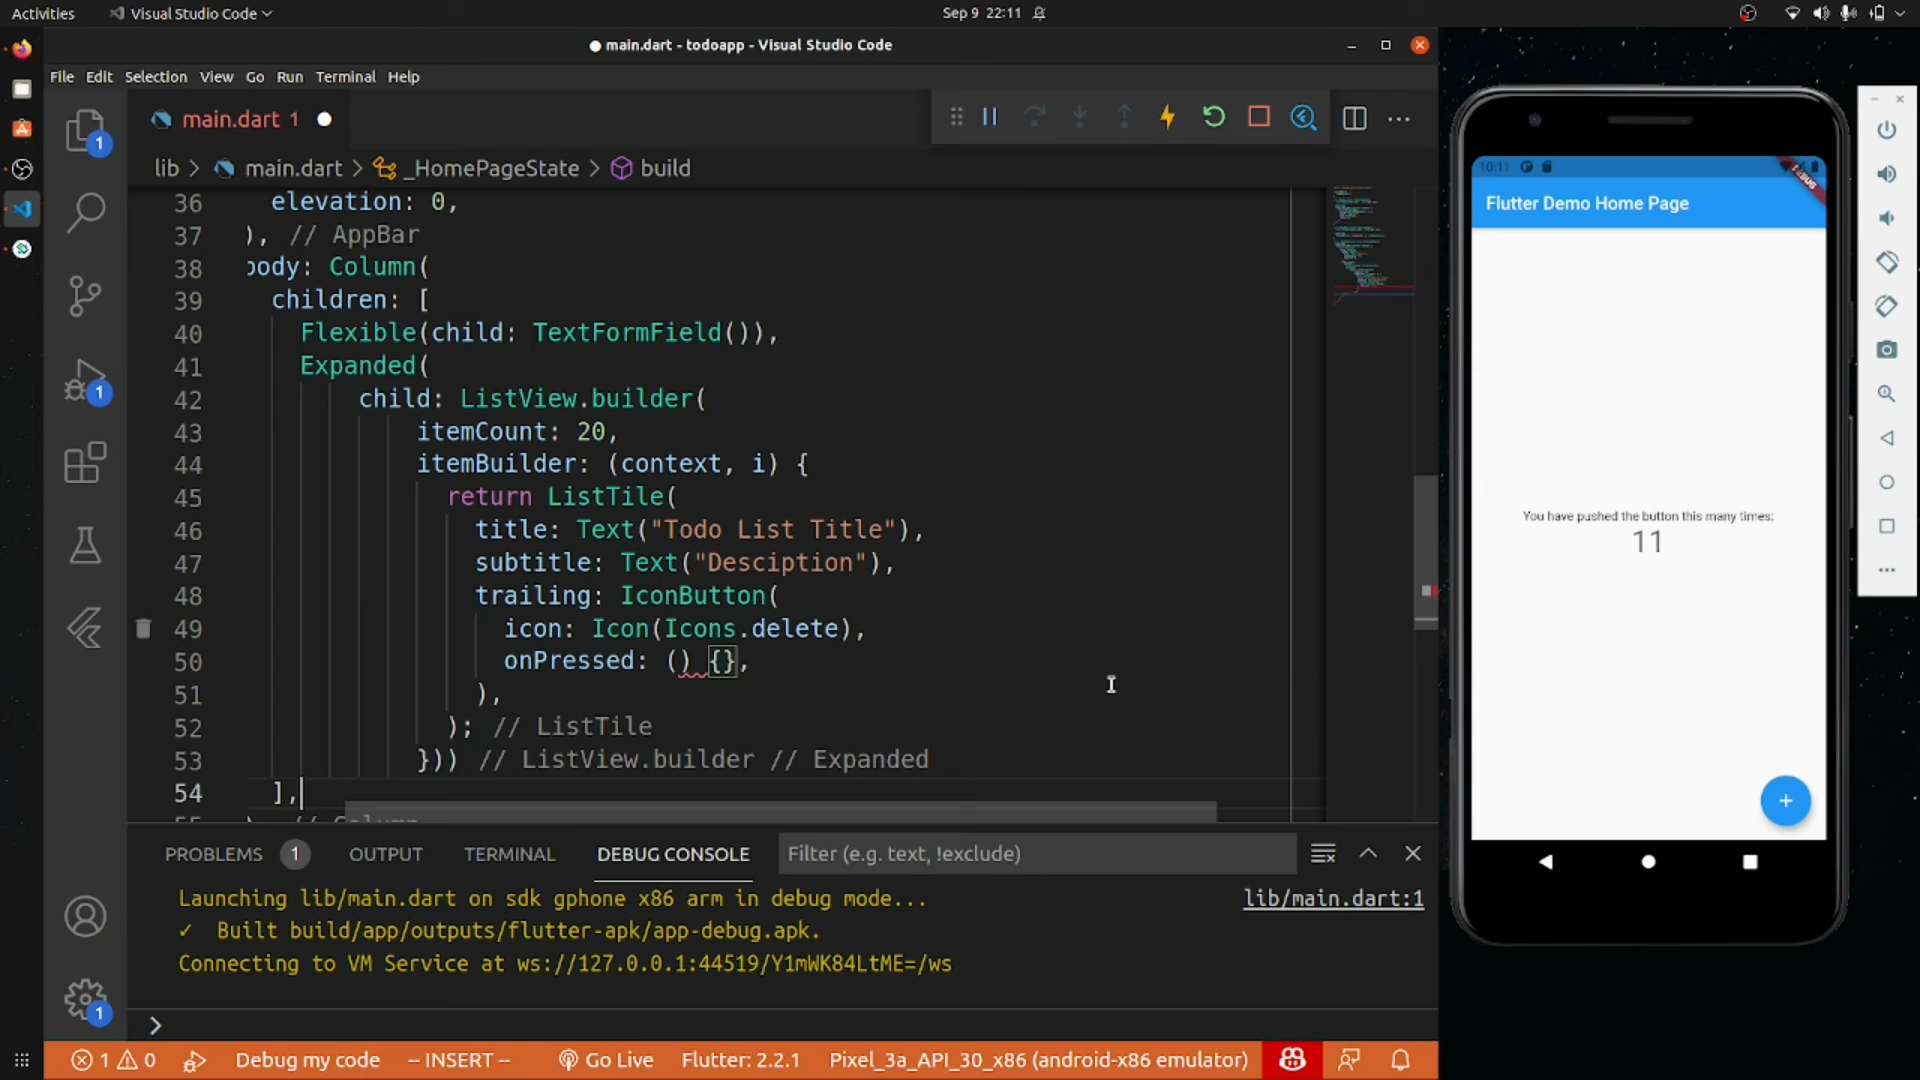 Activities
Visual Studio Code
Sep 9 22:11
main.dart - todoapp - Visual Studio Code
File Edit Selection View Go Run Terminal Help
1
main.dart 1
lib > main.dart > _HomePageState > build
36 elevation: 0,
37 ), // AppBar
38 body: Column(
39 children: [
40 Flexible(child: TextFormField()),
41 Expanded(
42 child: ListView.builder(
43 itemCount: 20,
44 itemBuilder: (context, i) {
45 return ListTile(
46 title: Text("Todo List Title"),
47 subtitle: Text("Desciption"),
48 trailing: IconButton(
49 icon: Icon(Icons.delete),
50 onPressed: () {},
51 ),
52 ); // ListTile
53 })) // ListView.builder // Expanded
54 ],
55 ), // Column
1
1
PROBLEMS 1 OUTPUT TERMINAL DEBUG CONSOLE Filter (e.g. text, !exclude)
Launching lib/main.dart on sdk gphone x86 arm in debug mode... lib/main.dart:1
✓ Built build/app/outputs/flutter-apk/app-debug.apk.
Connecting to VM Service at ws://127.0.0.1:44519/Y1mWK84LtME=/ws
>
1 0 Debug my code -- INSERT -- Go Live Flutter: 2.2.1 Pixel_3a_API_30_x86 (android-x86 emulator)
10:11
DEBUG
Flutter Demo Home Page
You have pushed the button this many times:
11
+